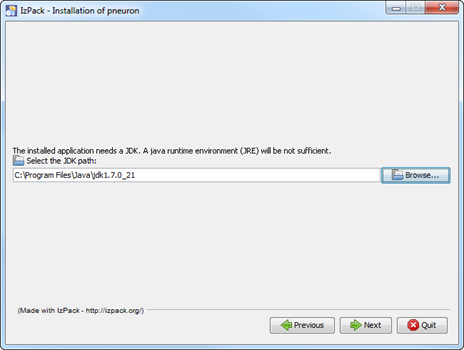 IzPack - Installation of pneuron
The installed application needs a JDK. A java runtime environment (JRE) will be not sufficient.
Select the JDK path:
C:\Program Files\Java\jdk1.7.0_21
Browse...
(Made with IzPack - http://izpack.org/)
Previous
Next
Quit